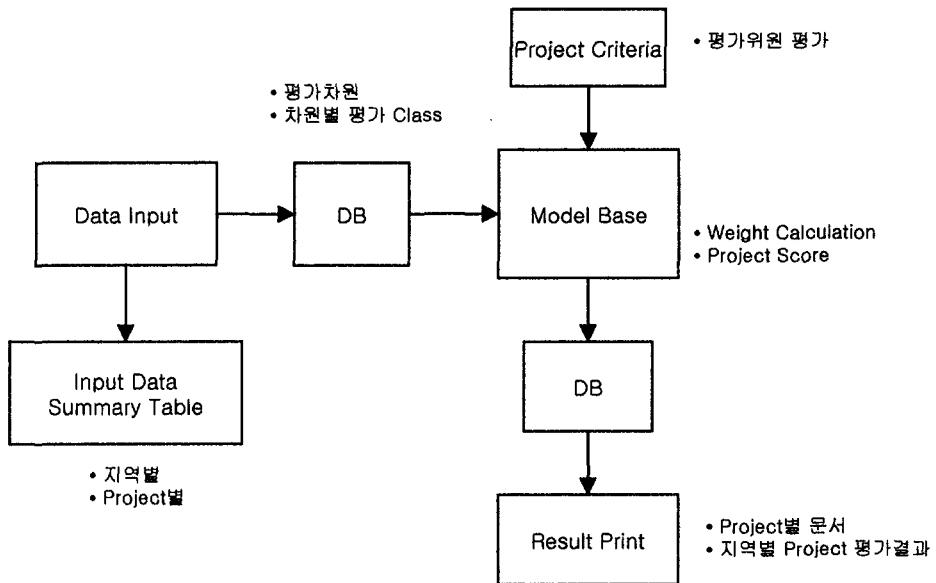 Project Criteria
• 평가위원 평가
• 평가차원
• 차원별 평가 Class
Data Input
DB
Model Base
• Weight Calculation
• Project Score
Input Data
Summary Table
DB
• 지역별
• Project별
Result Print
• Project별 문서
• 지역별 Project 평가결과